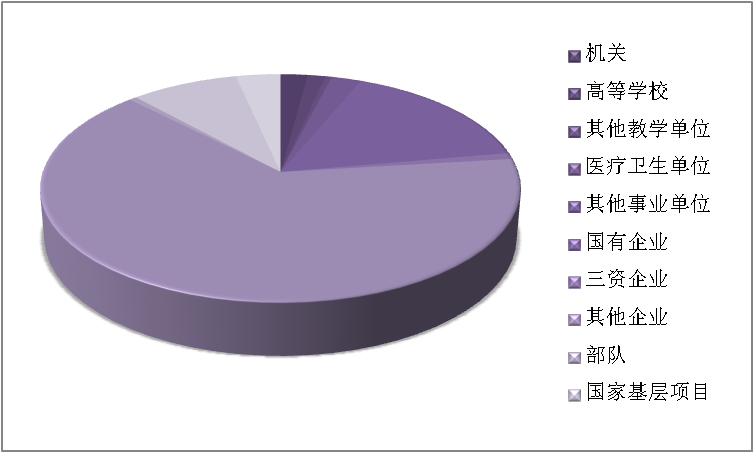 机关
高等学校
其他教学单位
医疗卫生单位
其他事业单位
国有企业
三资企业
其他企业
部队
国家基层项目